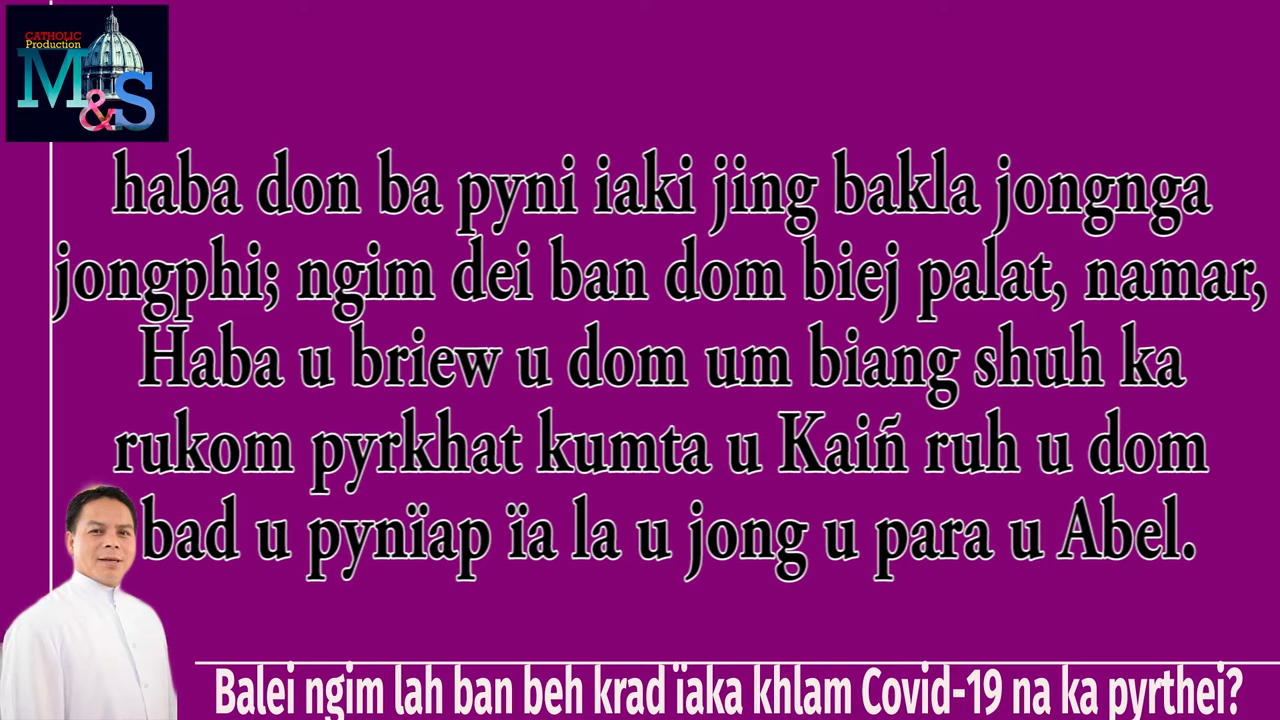 CATHOLIC
Production
M&S
haba don ba pyni iaki jing bakla jongnga
jongphi; ngim dei ban dom biej palat, namar,
Haba u briew u dom um biang shuh ka
rukom pyrkhat kumta u Kaiñ ruh u dom
bad u pynïap ïa la u jong u para u Abel.
Balei ngim lah ban beh krad ïaka khlam Covid-19 na ka pyrthei?